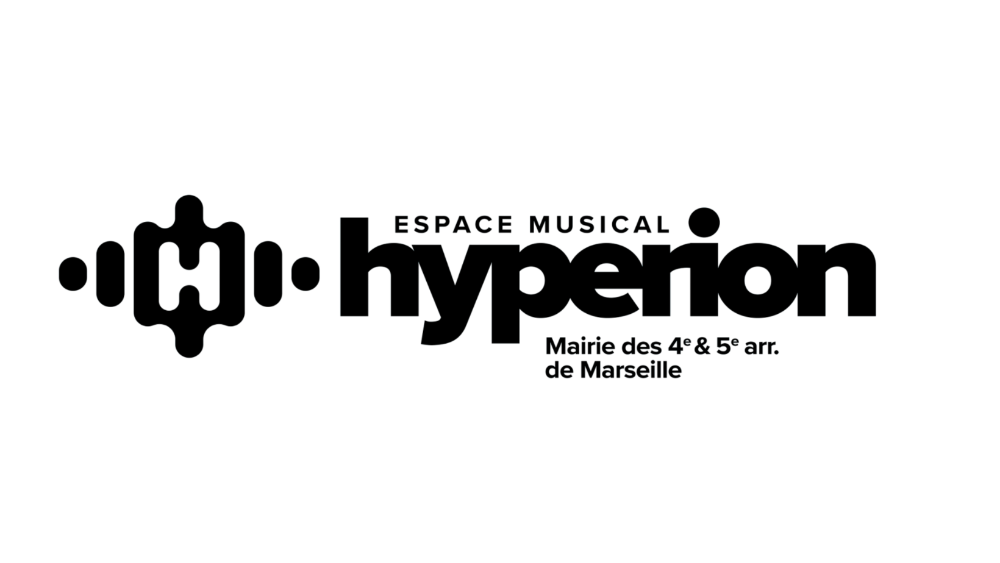 ESPACE MUSICAL
hyperion
Mairie des 4e & 5e arr.
de Marseille